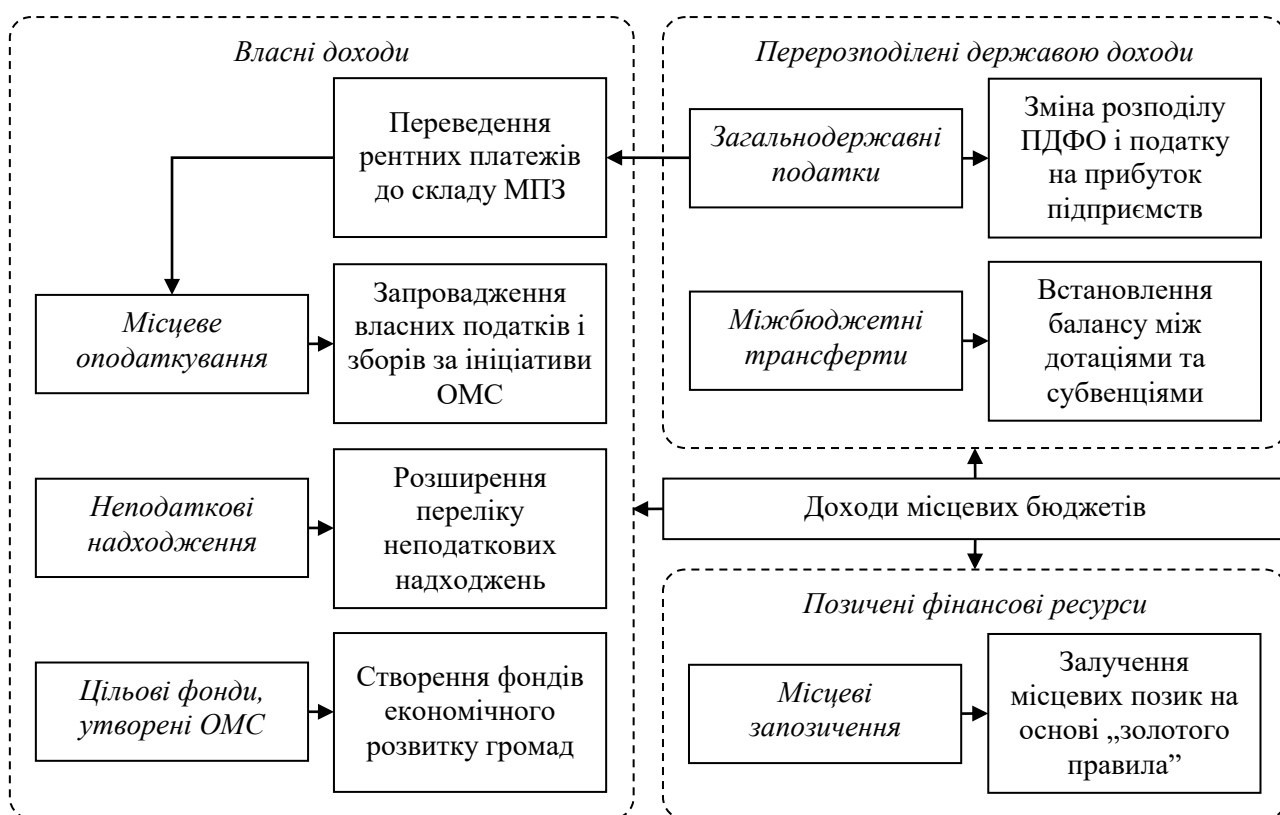 Власні доходи
Переведення
рентних платежів
до складу МПЗ
Місцеве
оподаткування
Запровадження
власних податків і
зборів за ініціативи
ОМС
Неподаткові
надходження
Розширення
переліку
неподаткових
надходжень
Цільові фонди,
утворені ОМС
Створення фондів
економічного
розвитку громад
Перерозподілені державою доходи
Загальнодержавні
податки
Зміна розподілу
ПДФО і податку
на прибуток
підприємств
Міжбюджетні
трансферти
Встановлення
балансу між
дотаціями та
субвенціями
Доходи місцевих бюджетів
Позичені фінансові ресурси
Місцеві
запозичення
Залучення
місцевих позик на
основі „золотого
правила”